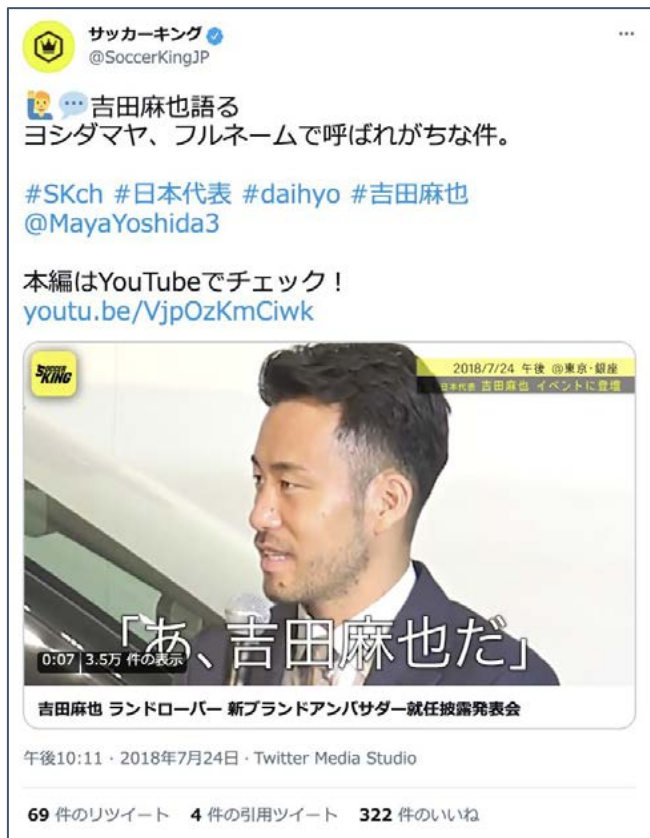 サッカーキング
@SoccerKingJP
吉田麻也語る
ヨシダマヤ、フルネームで呼ばれがちな件。
#SKch #日本代表 #daihyo #吉田麻也
@MayaYoshida3
本編はYouTubeでチェック！
youtu.be/VjpOzKmCiwk
SOCCER KING
2018/7/24 午後 @東京・銀座
日本代表 吉田麻也 イベントに登壇
「あ、吉田麻也だ」
0:07 3.5万 件の表示
吉田麻也 ランドローバー 新ブランドアンバサダー就任披露発表会
午後10:11 · 2018年7月24日 · Twitter Media Studio
69 件のリツイート 4 件の引用ツイート 322 件のいいね